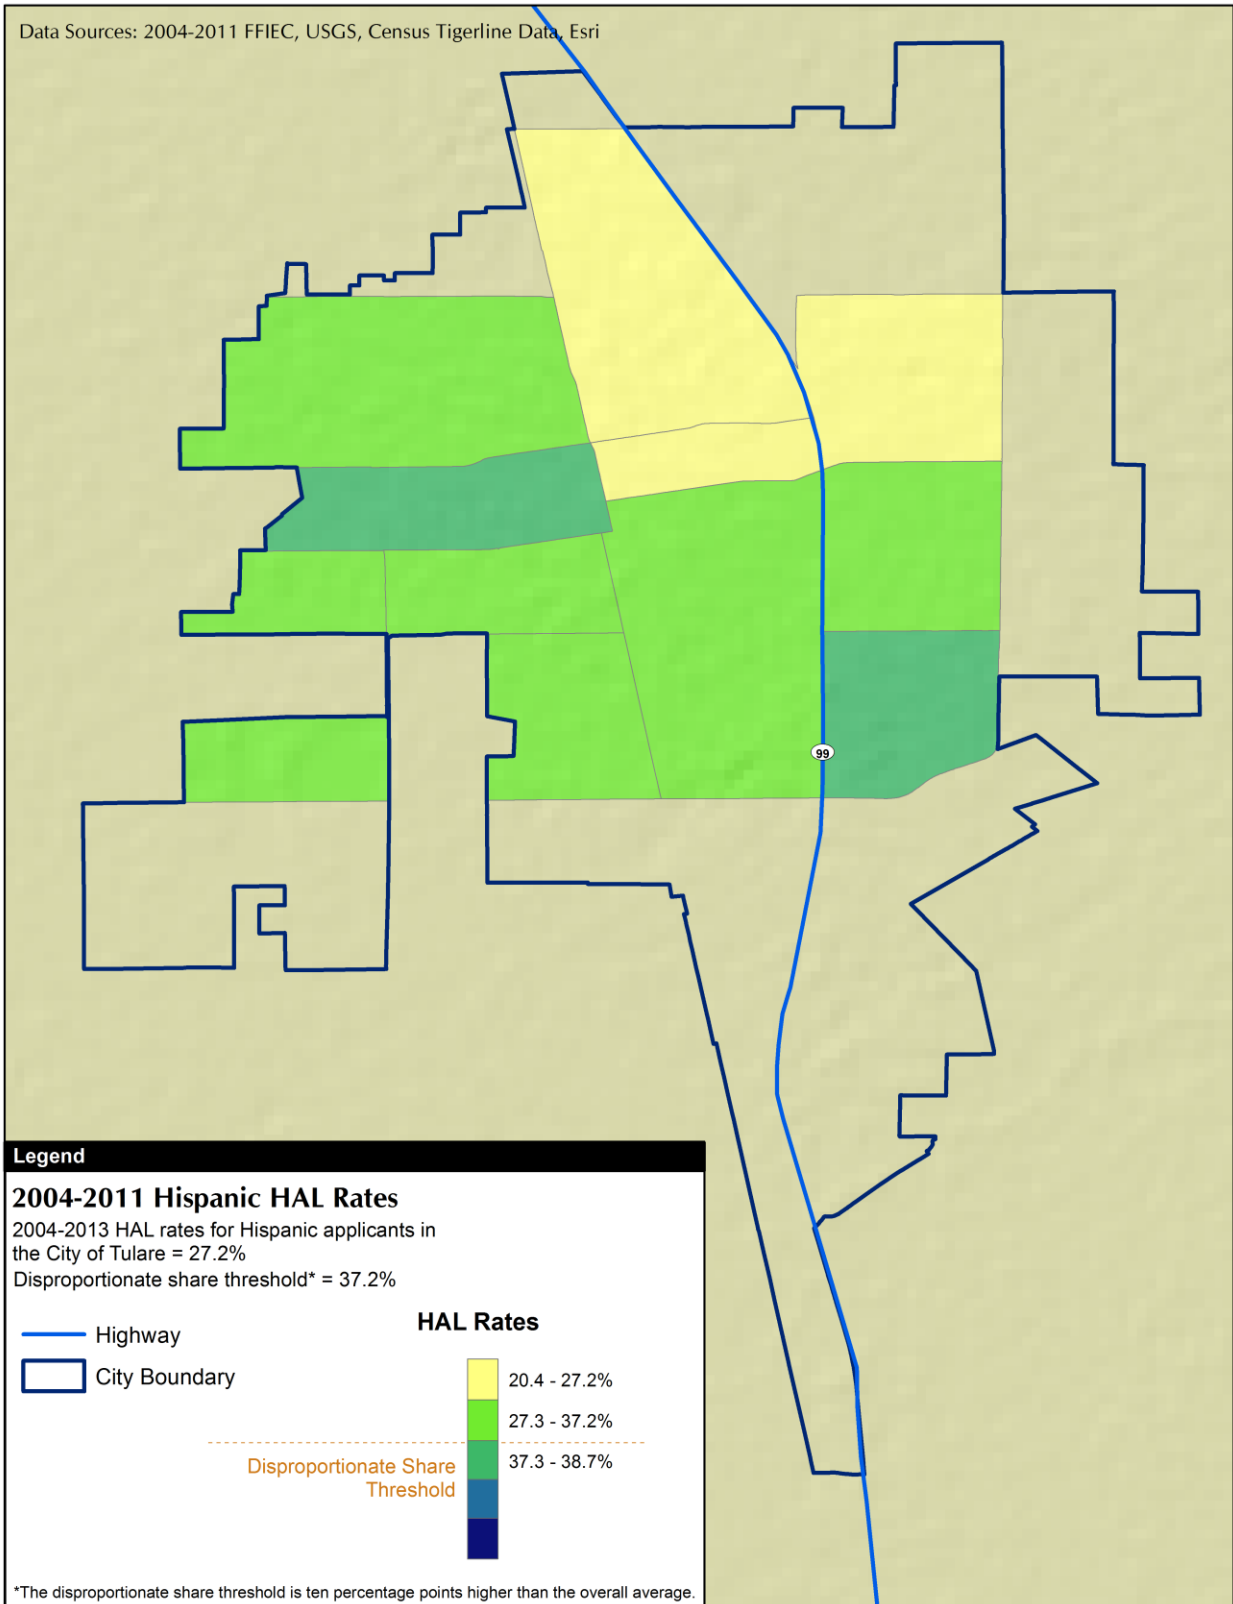 Data Sources: 2004-2011 FFIEC, USGS, Census Tigerline Data, Esri
99
Legend
2004-2011 Hispanic HAL Rates
2004-2013 HAL rates for Hispanic applicants in
the City of Tulare = 27.2%
Disproportionate share threshold* = 37.2%
Highway
City Boundary
HAL Rates
20.4 - 27.2%
27.3 - 37.2%
37.3 - 38.7%
Disproportionate Share
Threshold
*The disproportionate share threshold is ten percentage points higher than the overall average.